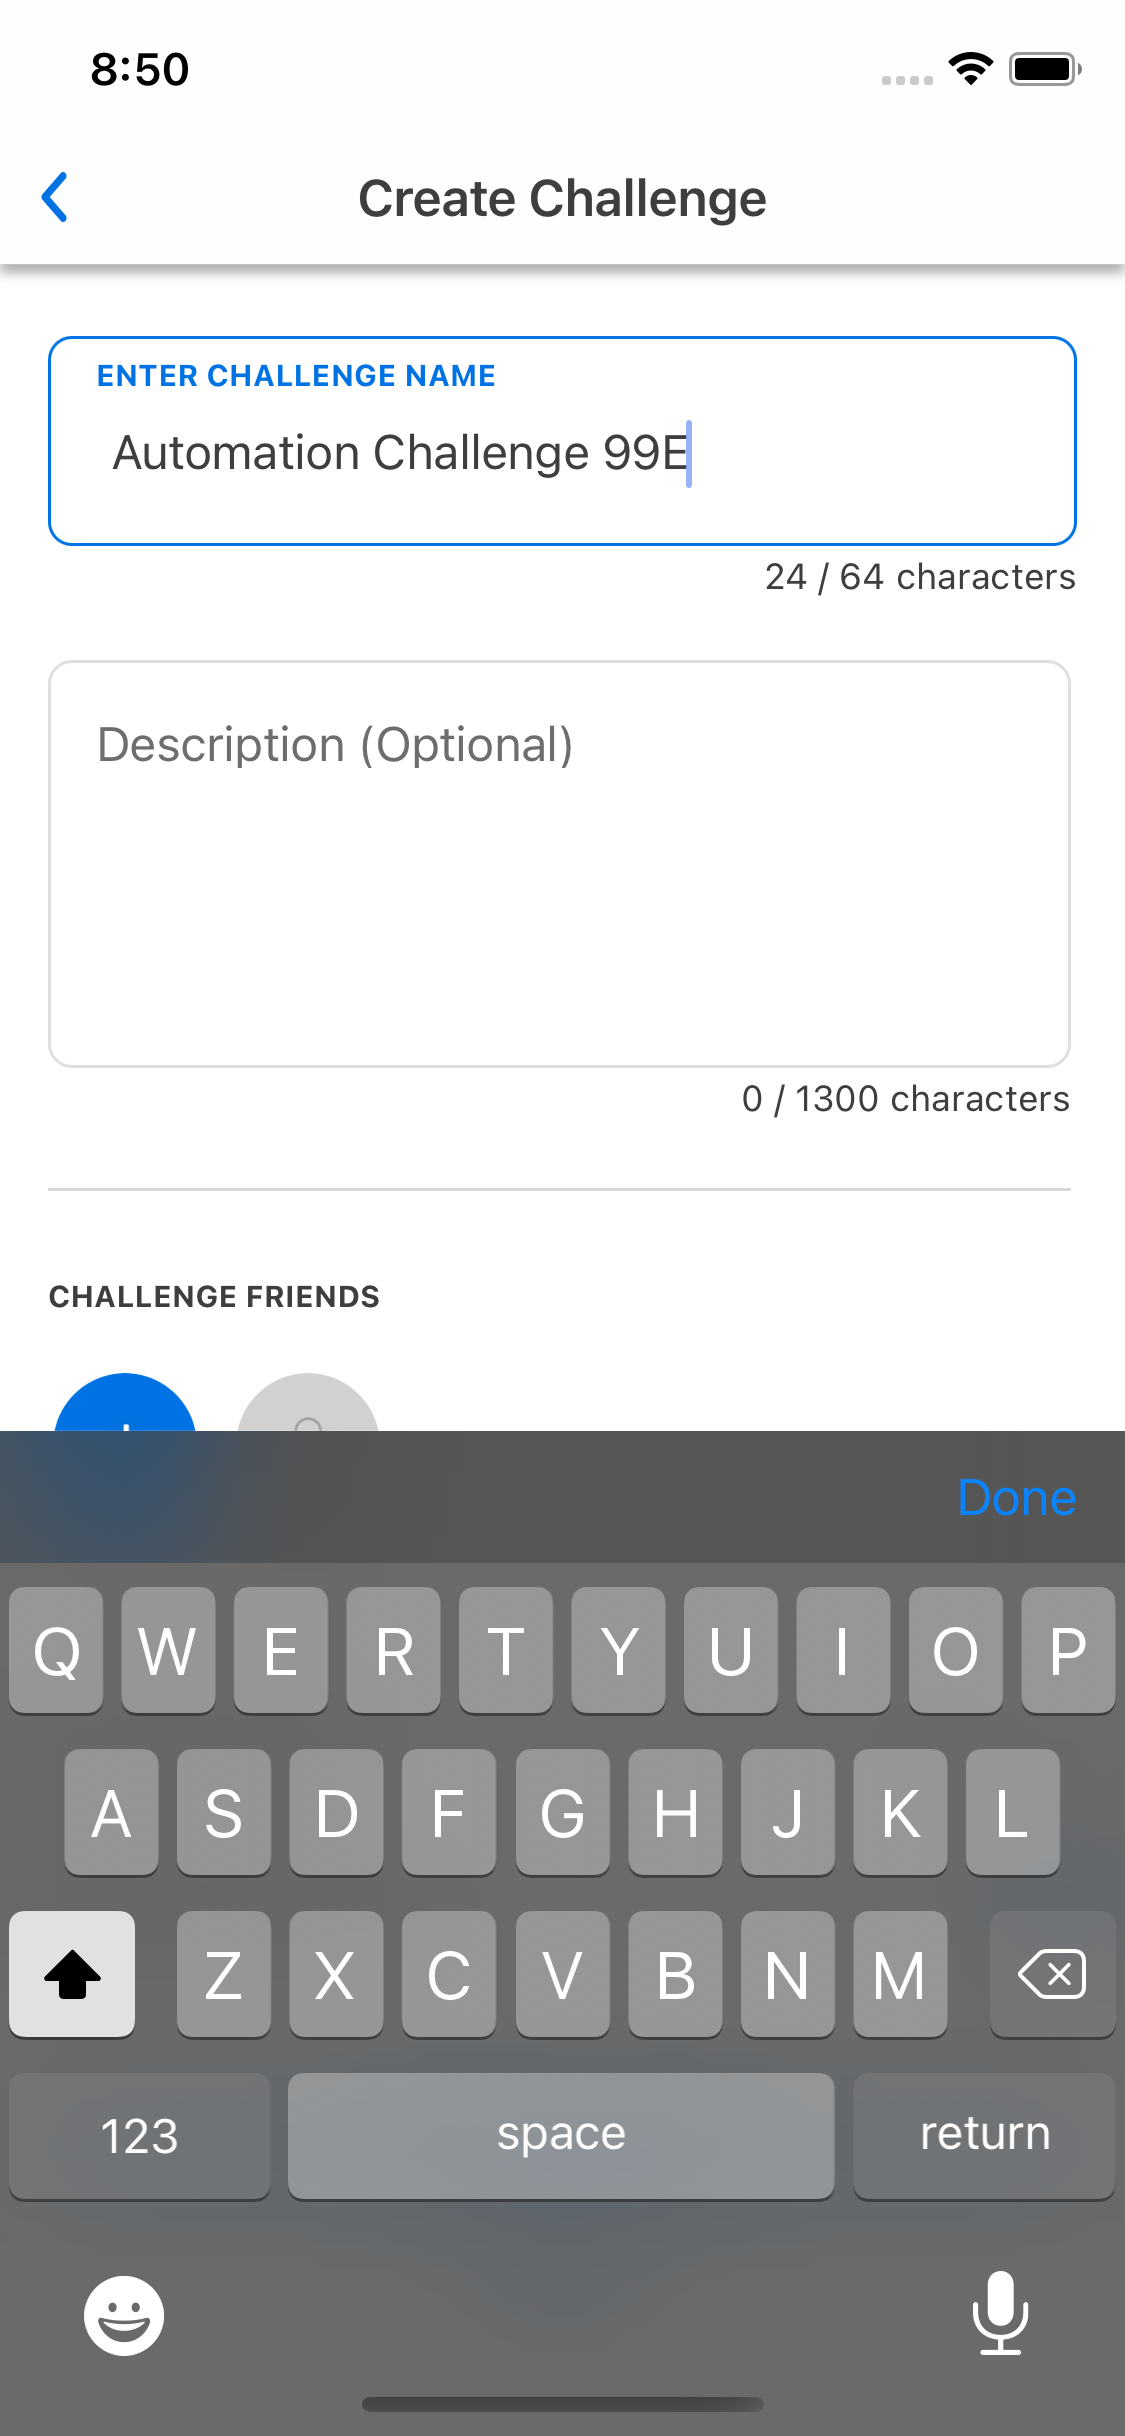 8:50
Create Challenge
ENTER CHALLENGE NAME
Automation Challenge 99E
24 / 64 characters
Description (Optional)
0 / 1300 characters
CHALLENGE FRIENDS
Done
Q W E R T Y U I O P
A S D F G H J K L
Z X C V B N M
123 space return